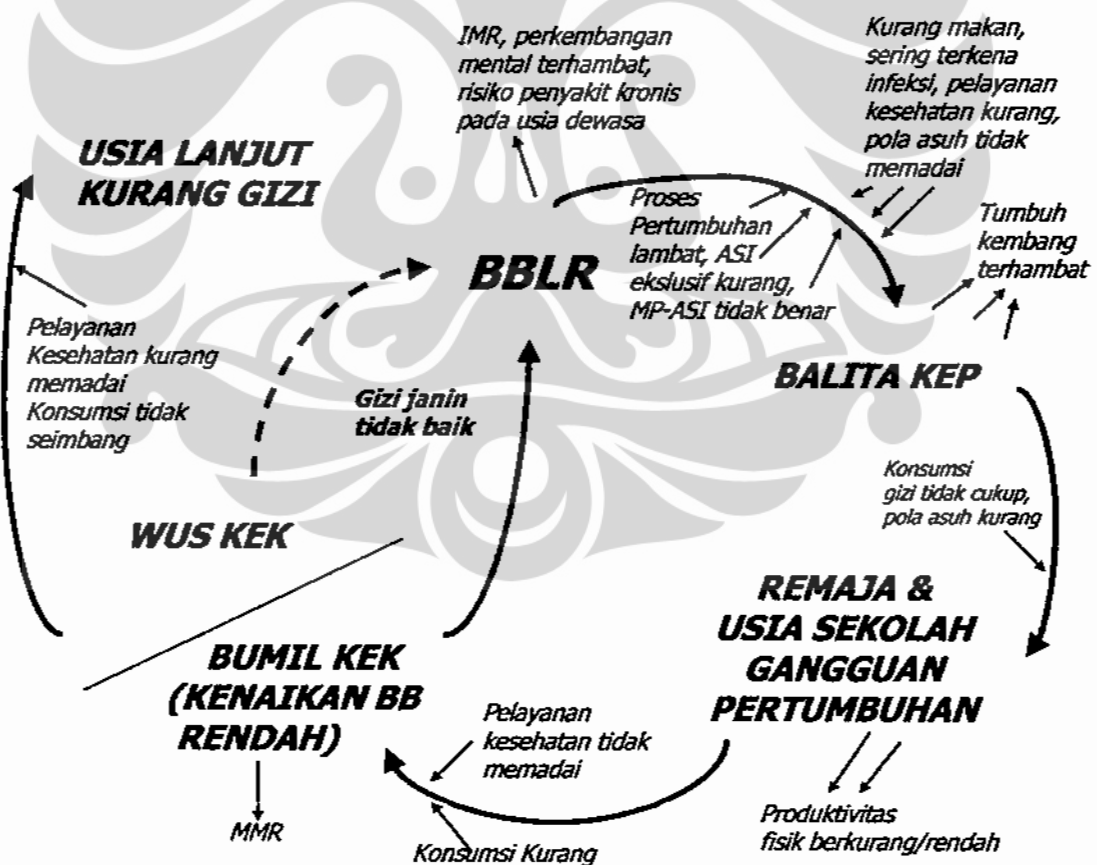 IMR, perkembangan
mental terhambat,
risiko penyakit kronis
pada usia dewasa
Kurang makan,
sering terkena
infeksi, pelayanan
kesehatan kurang,
pola asuh tidak
memadai
USIA LANJUT
KURANG GIZI
Proses
Pertumbuhan
lambat, ASI
ekslusif kurang,
MP-ASI tidak benar
Tumbuh
kembang
terhambat
BBLR
Pelayanan
Kesehatan kurang
memadai
Konsumsi tidak
seimbang
Gizi janin
tidak baik
BALITA KEP
Konsumsi
gizi tidak cukup,
pola asuh kurang
WUS KEK
REMAJA &
USIA SEKOLAH
GANGGUAN
PERTUMBUHAN
BUMIL KEK
(KENAIKAN BB
RENDAH)
Pelayanan
kesehatan tidak
memadai
MMR
Konsumsi Kurang
Produktivitas
fisik berkurang/rendah